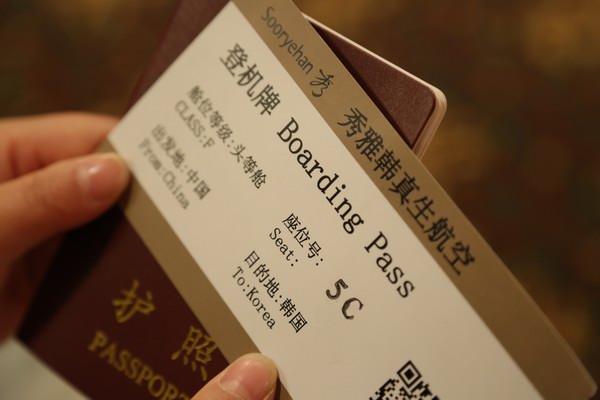 Sooryehan 秀
秀雅韩真生航空
登机牌 Boarding Pass
舱位等级:头等舱
CLASS:F
出发地:中国
From:China
座位号:
Seat:
5C
目的地:韩国
To:Korea
护 照
PASSPORT